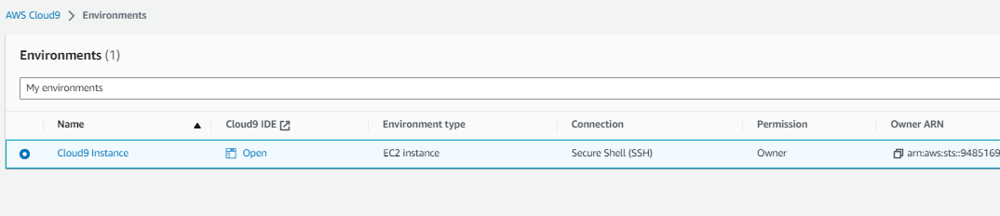 AWS Cloud9 > Environments
Environments (1)
My environments
Name Cloud9 IDE Environment type Connection Permission Owner ARN
Cloud9 Instance Open EC2 instance Secure Shell (SSH) Owner arn:aws:sts::9485169